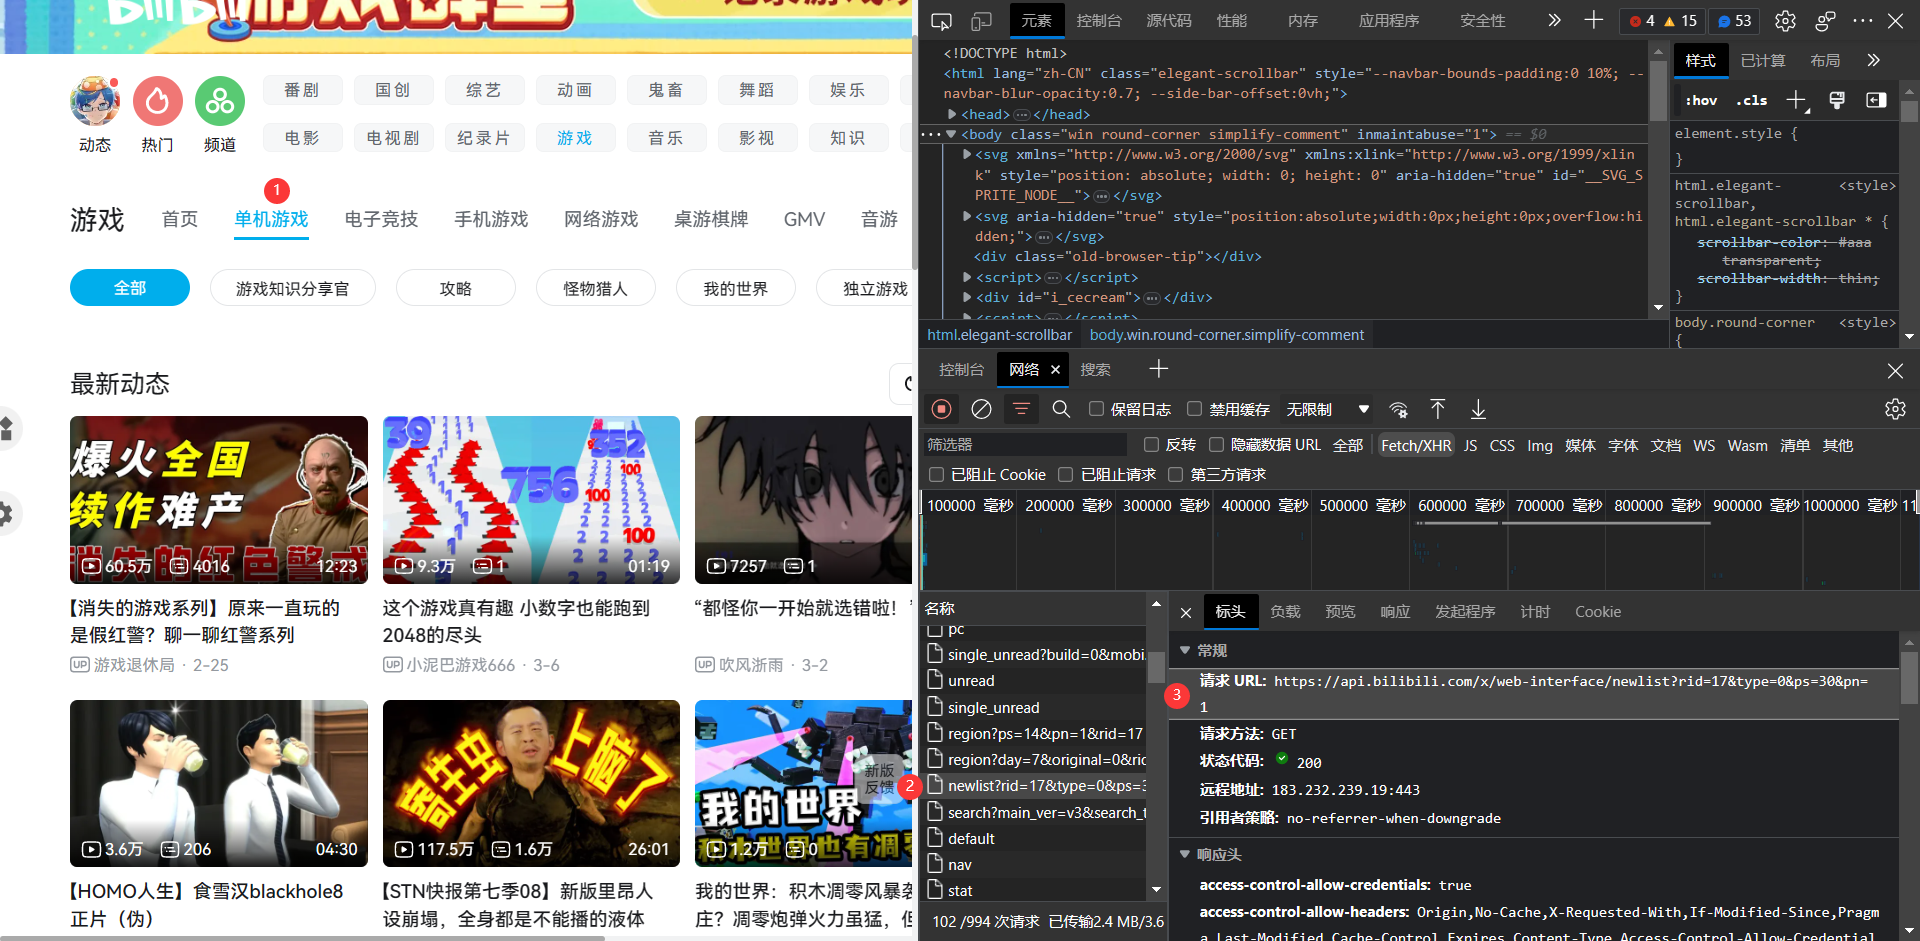 动态
热门
频道
番剧 国创 综艺 动画 鬼畜 舞蹈 娱乐
电影 电视剧 纪录片 游戏 音乐 影视 知识
1
游戏 首页 单机游戏 电子竞技 手机游戏 网络游戏 桌游棋牌 GMV 音游
全部 游戏知识分享官 攻略 怪物猎人 我的世界 独立游戏
最新动态
爆火全国
续作难产
消失的红色警戒
60.5万 4016 12:23
39
352
756
100
100
100
9.3万 1 01:19
7257 1
【消失的游戏系列】原来一直玩的
是假红警？聊一聊红警系列
UP 游戏退休局 · 2-25
这个游戏真有趣 小数字也能跑到
2048的尽头
UP 小泥巴游戏666 · 3-6
“都怪你一开始就选错啦！”
UP 吹风浙雨 · 3-2
3.6万 206 04:30
寄生虫
上脑了
117.5万 1.6万 26:01
我的世界
1.2万 0
新版
反馈
2
【HOMO人生】食雪汉blackhole8
正片（伪）
【STN快报第七季08】新版里昂人
设崩塌，全身都是不能播的液体
我的世界：积木凋零风暴袭
庄？凋零炮弹火力虽猛，但
元素 控制台 源代码 性能 内存 应用程序 安全性 4 15 53
<!DOCTYPE html>
<html lang="zh-CN" class="elegant-scrollbar" style="--navbar-bounds-padding:0 10%; --
navbar-blur-opacity:0.7; --side-bar-offset:0vh;">
<head>…</head>
<body class="win round-corner simplify-comment" inmaintabuse="1"> == $0
<svg xmlns="http://www.w3.org/2000/svg" xmlns:xlink="http://www.w3.org/1999/xlin
k" style="position: absolute; width: 0; height: 0" aria-hidden="true" id="__SVG_S
PRITE_NODE__">…</svg>
<svg aria-hidden="true" style="position:absolute;width:0px;height:0px;overflow:hi
dden;">…</svg>
<div class="old-browser-tip"></div>
<script>…</script>
<div id="i_cecream">…</div>
<script>…</script>
html.elegant-scrollbar body.win.round-corner.simplify-comment
样式 已计算 布局
:hov .cls
element.style {
}
html.elegant- <style>
scrollbar,
html.elegant-scrollbar * {
scrollbar-color: #aaa
transparent;
scrollbar-width: thin;
}
body.round-corner <style>
{
控制台 网络 搜索
保留日志 禁用缓存 无限制
筛选器 反转 隐藏数据 URL 全部 Fetch/XHR JS CSS Img 媒体 字体 文档 WS Wasm 清单 其他
已阻止 Cookie 已阻止请求 第三方请求
100000 毫秒 200000 毫秒 300000 毫秒 400000 毫秒 500000 毫秒 600000 毫秒 700000 毫秒 800000 毫秒 900000 毫秒 1000000 毫秒 11
名称
pc
single_unread?build=0&mobi
unread
single_unread
region?ps=14&pn=1&rid=17
region?day=7&original=0&ric
newlist?rid=17&type=0&ps=3
search?main_ver=v3&search_t
default
nav
stat
102 /994 次请求 已传输2.4 MB/3.6
标头 负载 预览 响应 发起程序 计时 Cookie
常规
3
请求 URL: https://api.bilibili.com/x/web-interface/newlist?rid=17&type=0&ps=30&pn=
1
请求方法: GET
状态代码: 200
远程地址: 183.232.239.19:443
引用者策略: no-referrer-when-downgrade
响应头
access-control-allow-credentials: true
access-control-allow-headers: Origin,No-Cache,X-Requested-With,If-Modified-Since,Pragm
a,Last-Modified,Cache-Control,Expires,Content-Type,Access-Control-Allow-Credential